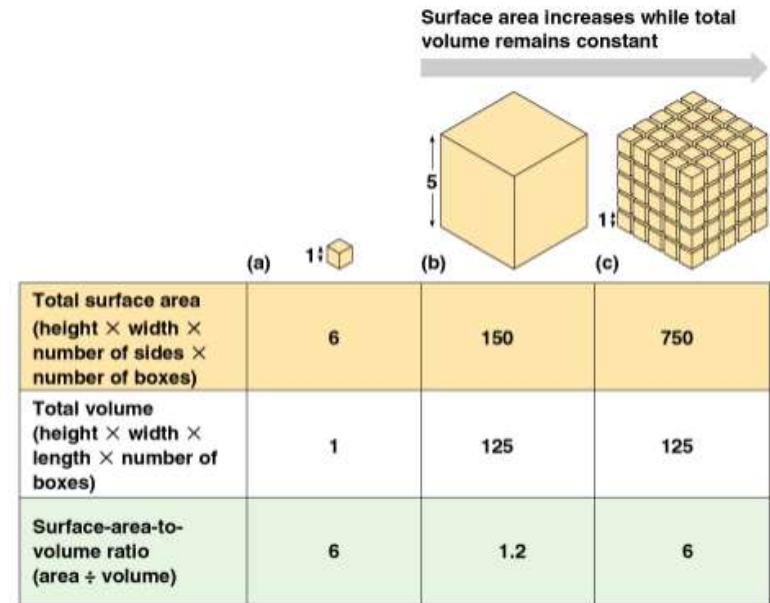 Surface area increases while total
volume remains constant
5
1
1
(a)
(b)
(c)
Total surface area
(height × width ×
number of sides ×
number of boxes)
6
150
750
Total volume
(height × width ×
length × number of
boxes)
1
125
125
Surface-area-to-
volume ratio
(area ÷ volume)
6
1.2
6